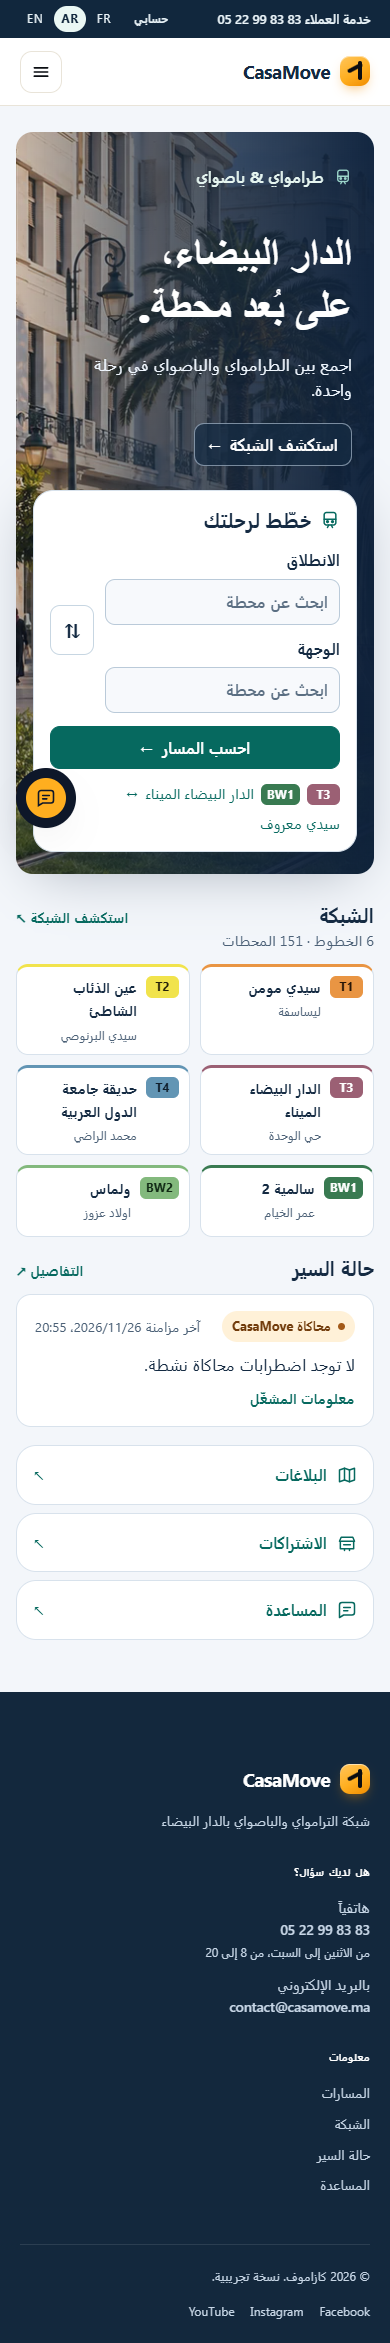 خدمة العملاء 05 22 99 83 83
حسابي
FR AR EN
CasaMove
طرامواي & باصواي
الدار البيضاء،
على بُعد محطة.
اجمع بين الطرامواي والباصواي في رحلة
واحدة.
استكشف الشبكة ←
خطّط لرحلتك
الانطلاق
ابحث عن محطة
الوجهة
ابحث عن محطة
احسب المسار ←
T3 BW1 الدار البيضاء الميناء ↔
سيدي معروف
الشبكة
استكشف الشبكة ↖
6 الخطوط · 151 المحطات
T1 سيدي مومن
ليساسفة
T2 عين الذئاب
الشاطئ
سيدي البرنوصي
T3 الدار البيضاء
الميناء
حي الوحدة
T4 حديقة جامعة
الدول العربية
محمد الراضي
BW1 سالمية 2
عمر الخيام
BW2 ولماس
اولاد عزوز
حالة السير
التفاصيل ↗
محاكاة CasaMove
آخر مزامنة 2026/11/26، 20:55
لا توجد اضطرابات محاكاة نشطة.
معلومات المشغّل
البلاغات ↖
الاشتراكات ↖
المساعدة ↖
CasaMove
شبكة الترامواي والباصواي بالدار البيضاء
هل لديك سؤال؟
هاتفياً
05 22 99 83 83
من الاثنين إلى السبت، من 8 إلى 20
بالبريد الإلكتروني
contact@casamove.ma
معلومات
المسارات
الشبكة
حالة السير
المساعدة
© 2026 كازاموف. نسخة تجريبية.
Facebook Instagram YouTube